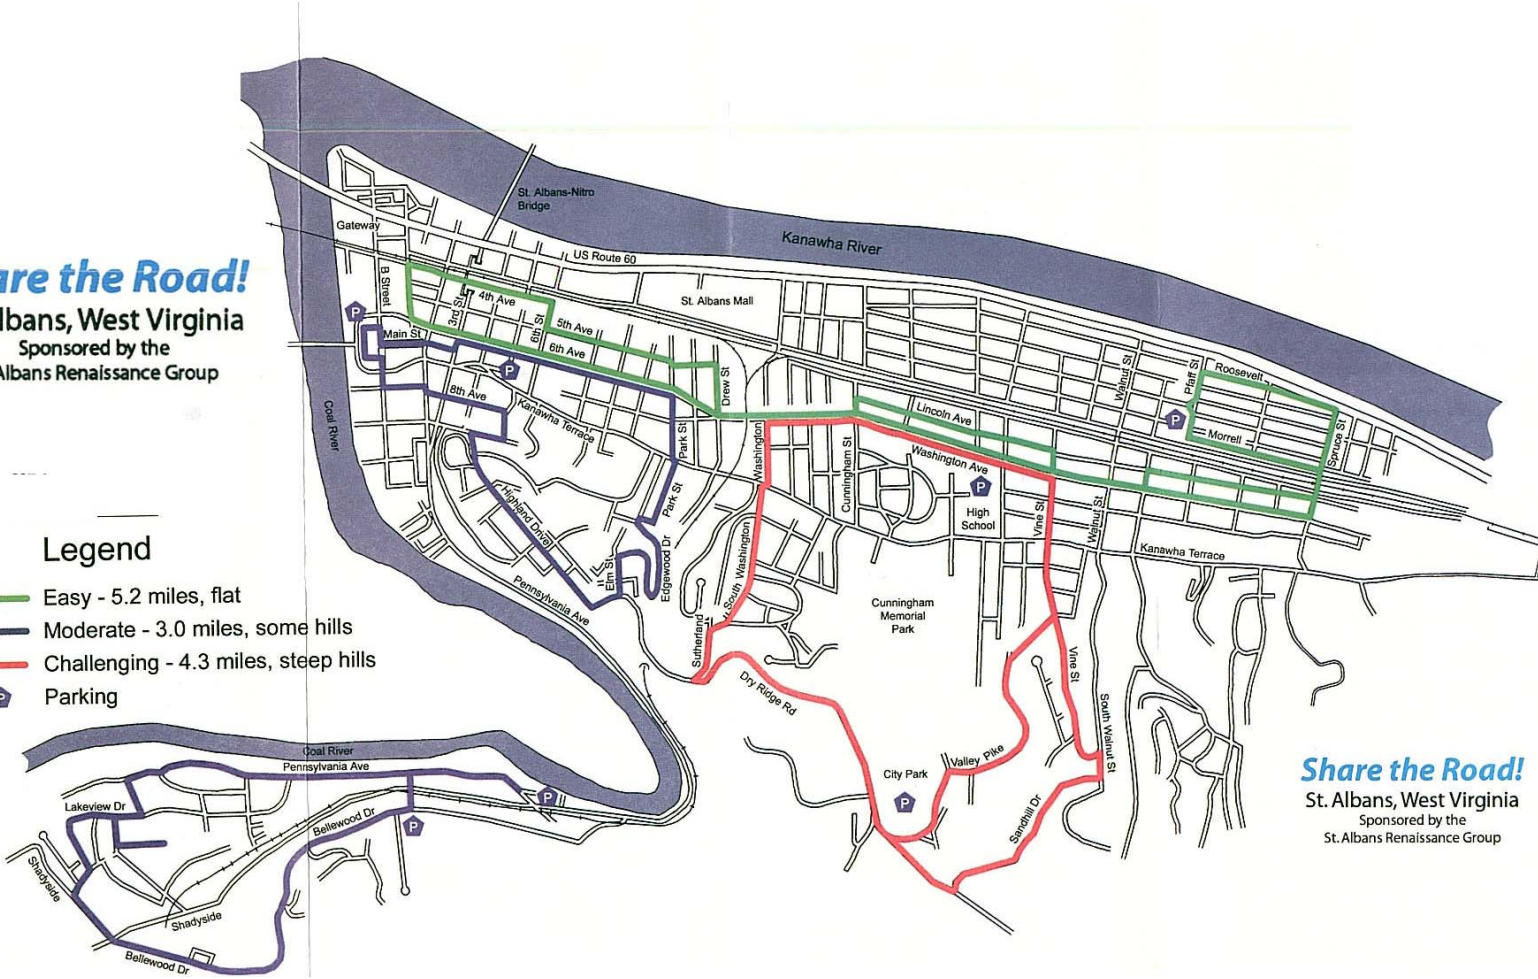 St. Albans-Nitro
Bridge
Gateway
Kanawha River
US Route 60
are the Road!
lbans, West Virginia
Sponsored by the
Albans Renaissance Group
B Street
3rd St
4th Ave
6th St
5th Ave
6th Ave
St. Albans Mall
P
Main St
P
8th Ave
Kanawha Terrace
Drew St
Park St
Washington
Cunningham St
Lincoln Ave
Washington Ave
Walnut St
Pfaff St
Roosevelt
P
Morrell
Spruce St
Coal River
Highland Drive
Park St
P
High
School
Vine St
Walnut St
Kanawha Terrace
Legend
Easy - 5.2 miles, flat
Moderate - 3.0 miles, some hills
Challenging - 4.3 miles, steep hills
P
Parking
Pennsylvania Ave
Elm St
Edgewood Dr
South Washington
Sutherland
Cunningham
Memorial
Park
Dry Ridge Rd
Vine St
South Walnut St
Valley Pike
City Park
P
Sandhill Dr
Coal River
Pennsylvania Ave
Lakeview Dr
P
Bellewood Dr
P
Shadyside
Shadyside
Bellewood Dr
Share the Road!
St. Albans, West Virginia
Sponsored by the
St. Albans Renaissance Group